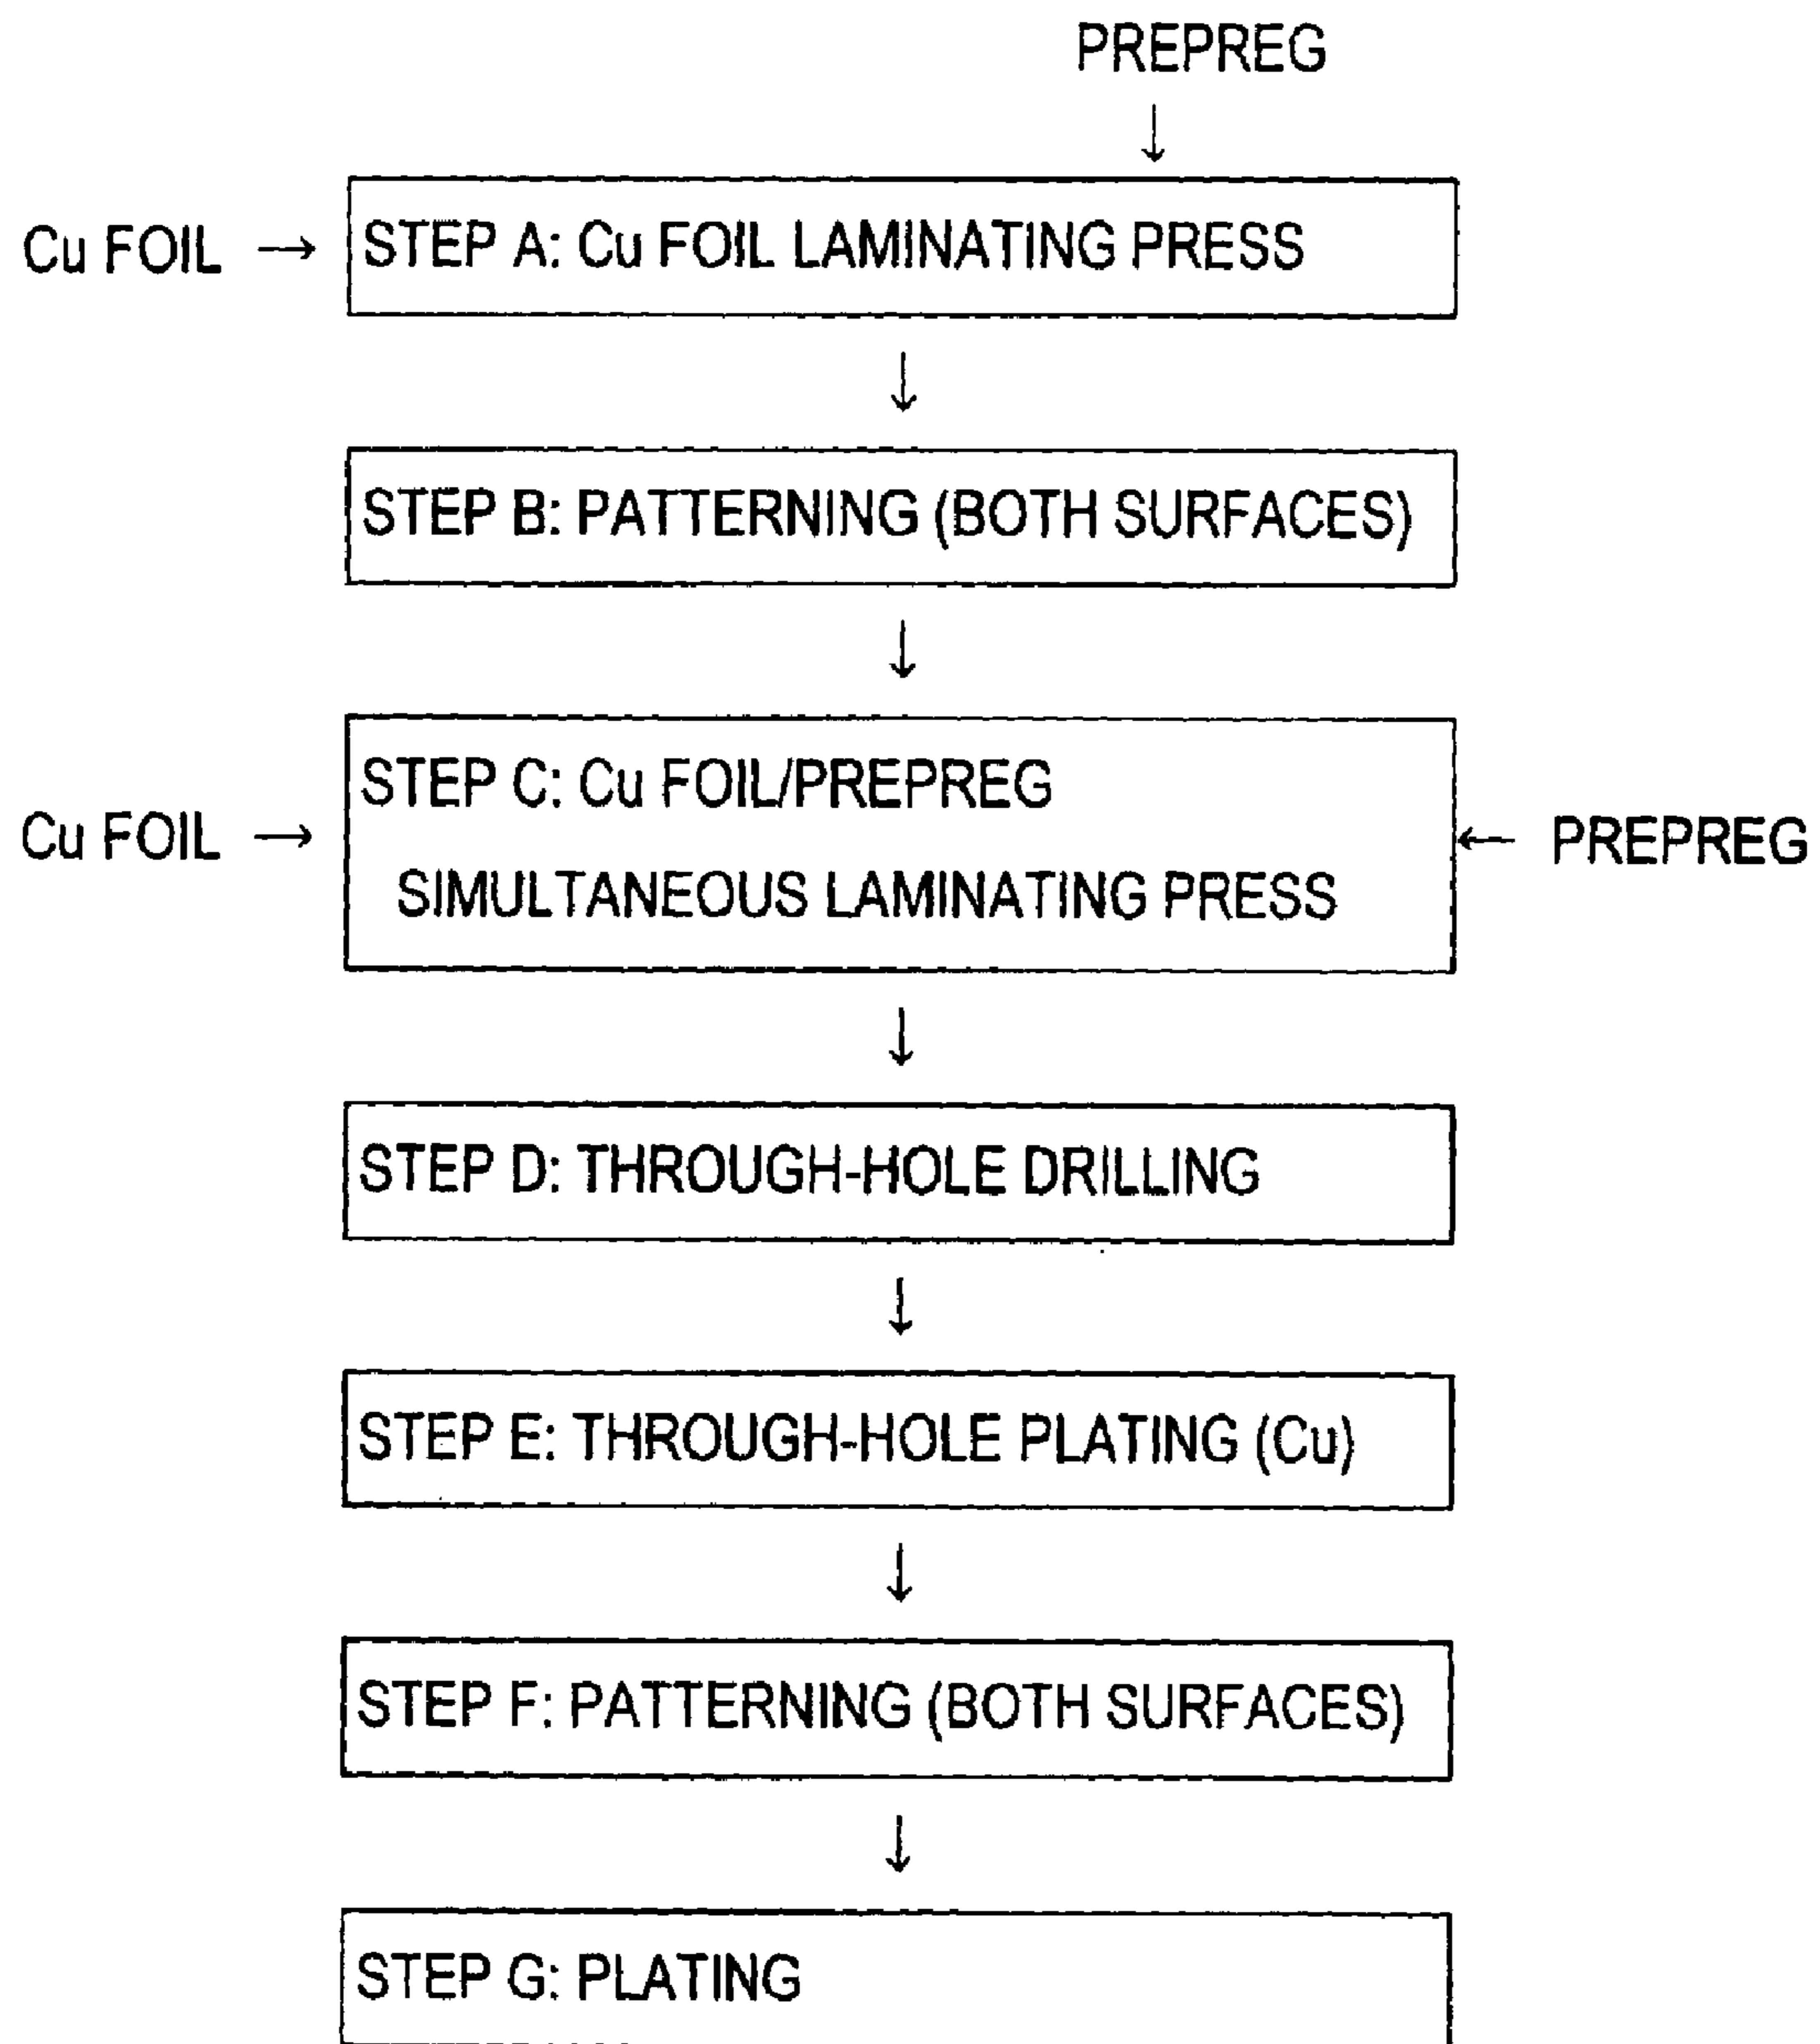 PREPREG
↓
Cu FOIL → STEP A: Cu FOIL LAMINATING PRESS
↓
STEP B: PATTERNING (BOTH SURFACES)
↓
STEP C: Cu FOIL/PREPREG
Cu FOIL → ← PREPREG
SIMULTANEOUS LAMINATING PRESS
↓
STEP D: THROUGH-HOLE DRILLING
↓
STEP E: THROUGH-HOLE PLATING (Cu)
↓
STEP F: PATTERNING (BOTH SURFACES)
↓
STEP G: PLATING